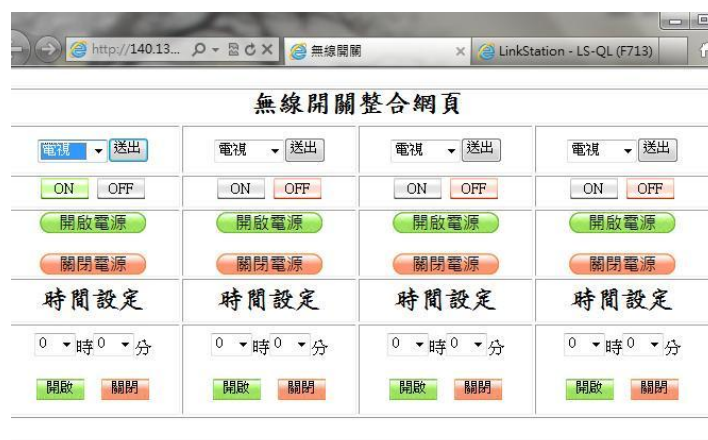 http://140.13... 無線開關 LinkStation - LS-QL (F713)
無線開關整合網頁
電視 送出 電視 送出 電視 送出 電視 送出
ON OFF ON OFF ON OFF ON OFF
開啟電源 開啟電源 開啟電源 開啟電源
關閉電源 關閉電源 關閉電源 關閉電源
時間設定 時間設定 時間設定 時間設定
0 時 0 分 0 時 0 分 0 時 0 分 0 時 0 分
開啟 關閉 開啟 關閉 開啟 關閉 開啟 關閉